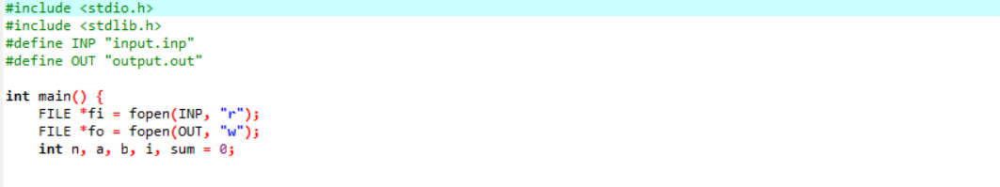 #include <stdio.h>
#include <stdlib.h>
#define INP "input.inp"
#define OUT "output.out"
int main() {
FILE *fi = fopen(INP, "r");
FILE *fo = fopen(OUT, "w");
int n, a, b, i, sum = 0;